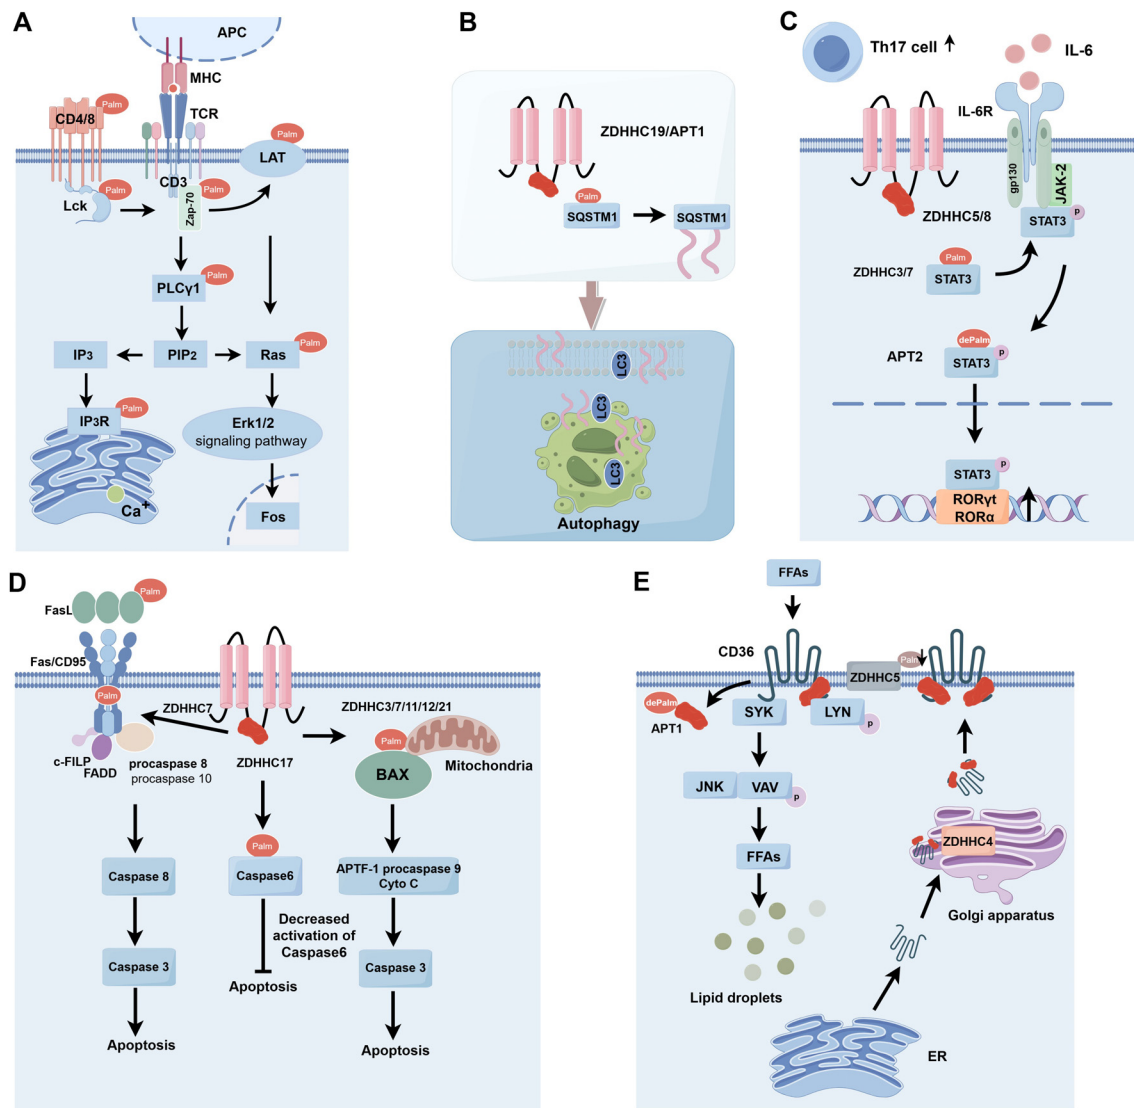 A
APC
MHC
TCR
CD4/8
Palm
Palm
LAT
CD3
Palm
Lck
Zap-70
Palm
PLCγ1
Palm
IP3
PIP2
Ras
Palm
IP3R
Palm
Erk1/2
signaling pathway
Ca+
Fos
B
ZDHHC19/APT1
Palm
SQSTM1
SQSTM1
LC3
LC3
LC3
Autophagy
C
Th17 cell
IL-6
IL-6R
gp130
JAK-2
ZDHHC5/8
STAT3
p
ZDHHC3/7
Palm
STAT3
APT2
dePalm
STAT3
p
STAT3
p
RORγt
RORα
D
FasL
Palm
Fas/CD95
Palm
ZDHHC7
c-FILP
FADD
procaspase 8
procaspase 10
ZDHHC17
ZDHHC3/7/11/12/21
Palm
BAX
Mitochondria
Caspase 8
Palm
Caspase6
APTF-1 procaspase 9
Cyto C
Decreased
activation of
Caspase6
Caspase 3
Apoptosis
Caspase 3
Apoptosis
Apoptosis
E
FFAs
CD36
ZDHHC5
Palm
dePalm
APT1
SYK
LYN
p
JNK
VAV
p
FFAs
Lipid droplets
ZDHHC4
Golgi apparatus
ER